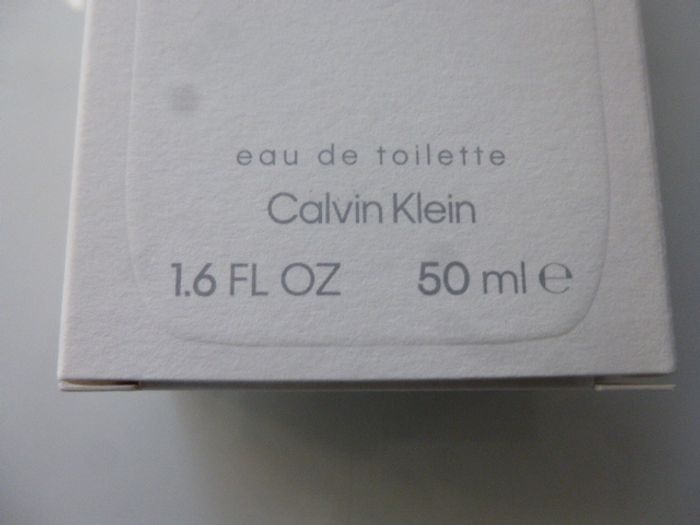 eau de toilette
Calvin Klein
1.6 FL OZ 50 ml ℮